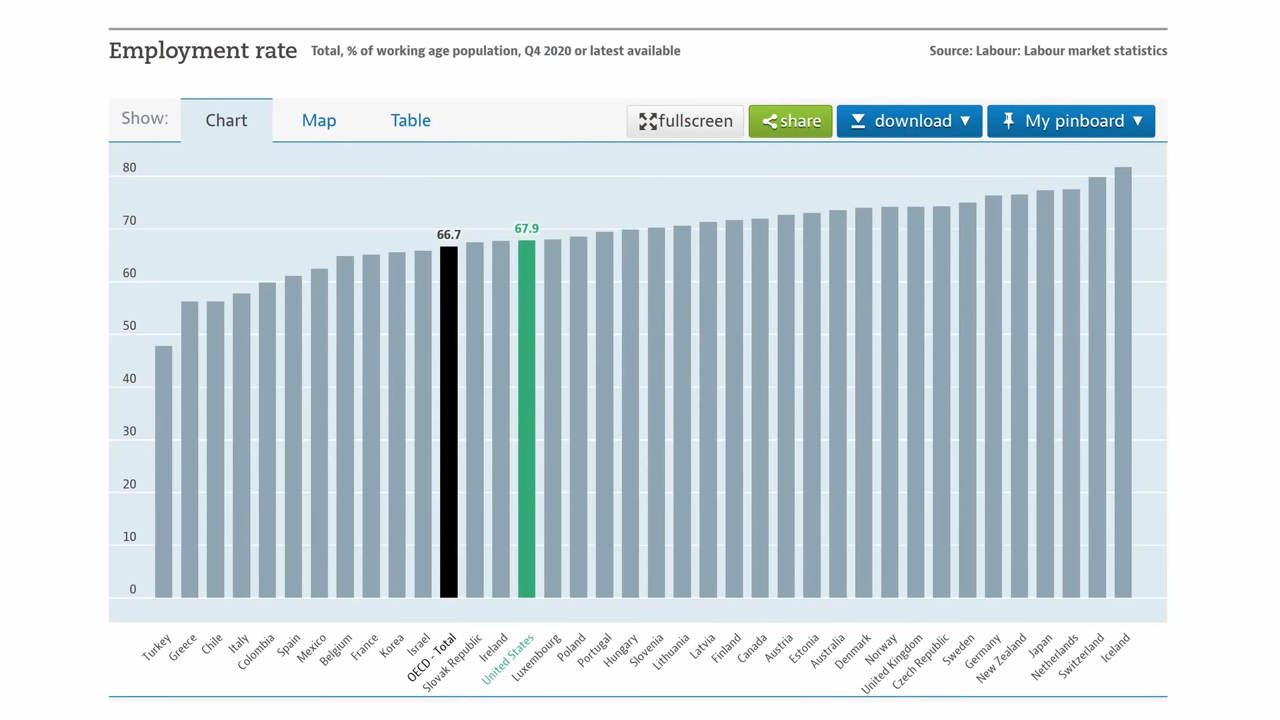 Employment rate Total, % of working age population, Q4 2020 or latest available Source: Labour: Labour market statistics
Show: Chart Map Table fullscreen share download ▼ My pinboard ▼
80
70
60
50
40
30
20
10
0
66.7
67.9
Turkey
Greece
Chile
Italy
Colombia
Spain
Mexico
Belgium
France
Korea
Israel
OECD - Total
Slovak Republic
Ireland
United States
Luxembourg
Poland
Portugal
Hungary
Slovenia
Lithuania
Latvia
Finland
Canada
Austria
Estonia
Australia
Denmark
Norway
United Kingdom
Czech Republic
Sweden
Germany
New Zealand
Japan
Netherlands
Switzerland
Iceland